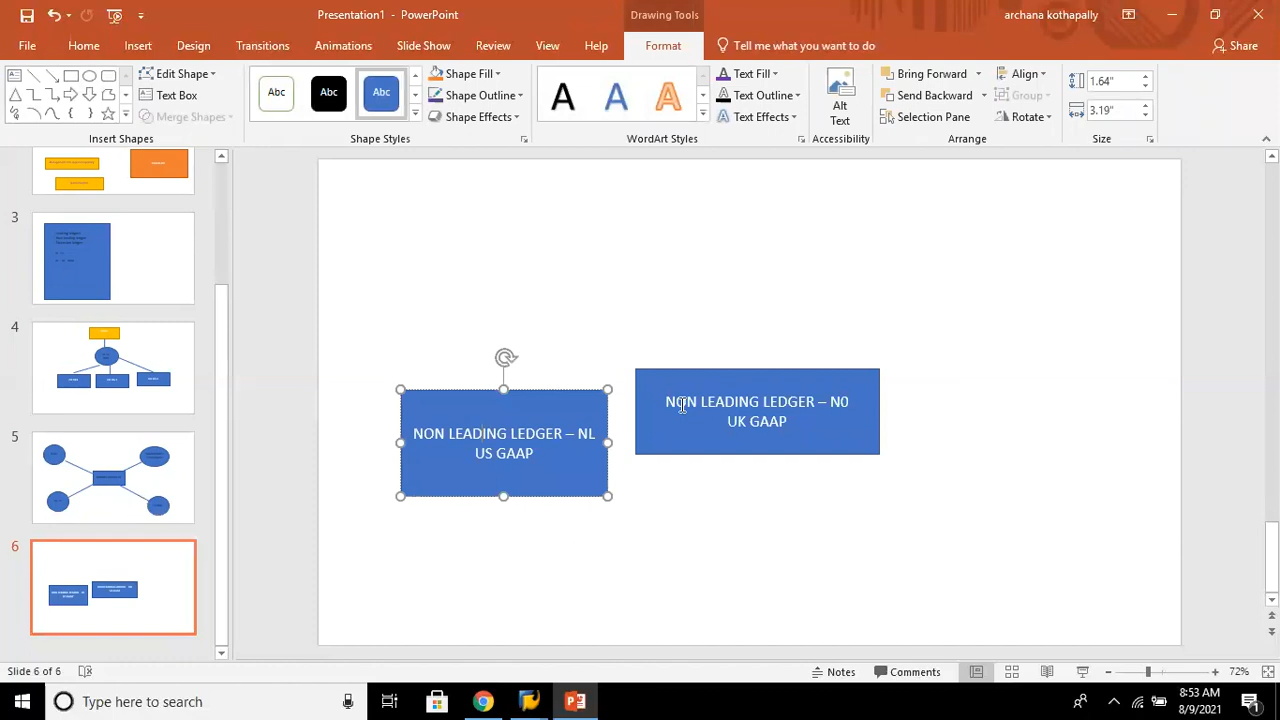 Presentation1 - PowerPoint
Drawing Tools
archana kothapally
File
Home
Insert
Design
Transitions
Animations
Slide Show
Review
View
Help
Format
Tell me what you want to do
Share
Edit Shape
Text Box
Merge Shapes
Insert Shapes
Abc
Abc
Abc
Shape Fill
Shape Outline
Shape Effects
Shape Styles
A
A
A
Text Fill
Text Outline
Text Effects
WordArt Styles
Alt
Text
Accessibility
Bring Forward
Send Backward
Selection Pane
Align
Group
Rotate
Arrange
1.64"
3.19"
Size
3
4
5
6
NON LEADING LEDGER – NL
US GAAP
NON LEADING LEDGER – N0
UK GAAP
Slide 6 of 6
Notes
Comments
72%
Type here to search
8:53 AM
8/9/2021
1